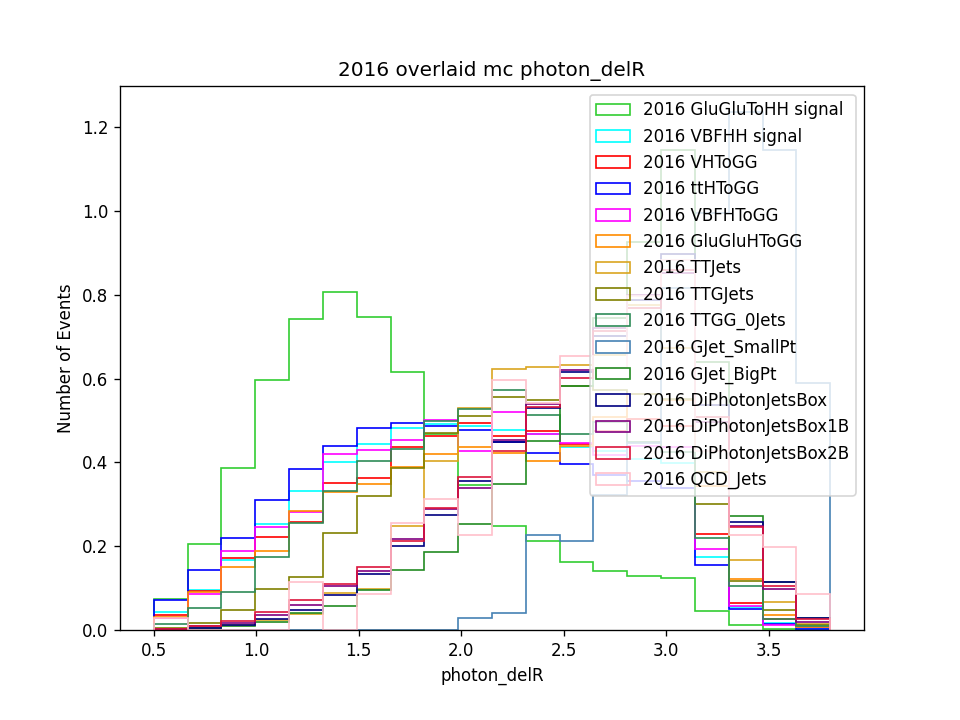 2016 overlaid mc photon_delR
Number of Events
1.2
1.0
0.8
0.6
0.4
0.2
0.0
0.5 1.0 1.5 2.0 2.5 3.0 3.5
photon_delR
2016 GluGluToHH signal
2016 VBFHH signal
2016 VHToGG
2016 ttHToGG
2016 VBFHToGG
2016 GluGluHToGG
2016 TTJets
2016 TTGJets
2016 TTGG_0Jets
2016 GJet_SmallPt
2016 GJet_BigPt
2016 DiPhotonJetsBox
2016 DiPhotonJetsBox1B
2016 DiPhotonJetsBox2B
2016 QCD_Jets